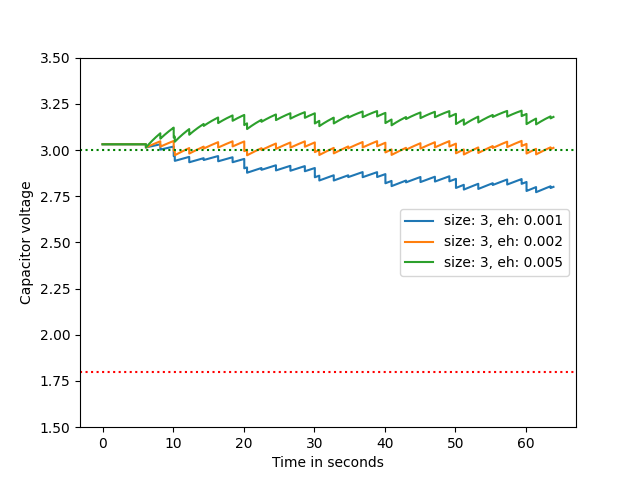 3.50
3.25
3.00
2.75
2.50
2.25
2.00
1.75
1.50
Capacitor voltage
size: 3, eh: 0.001
size: 3, eh: 0.002
size: 3, eh: 0.005
0 10 20 30 40 50 60
Time in seconds